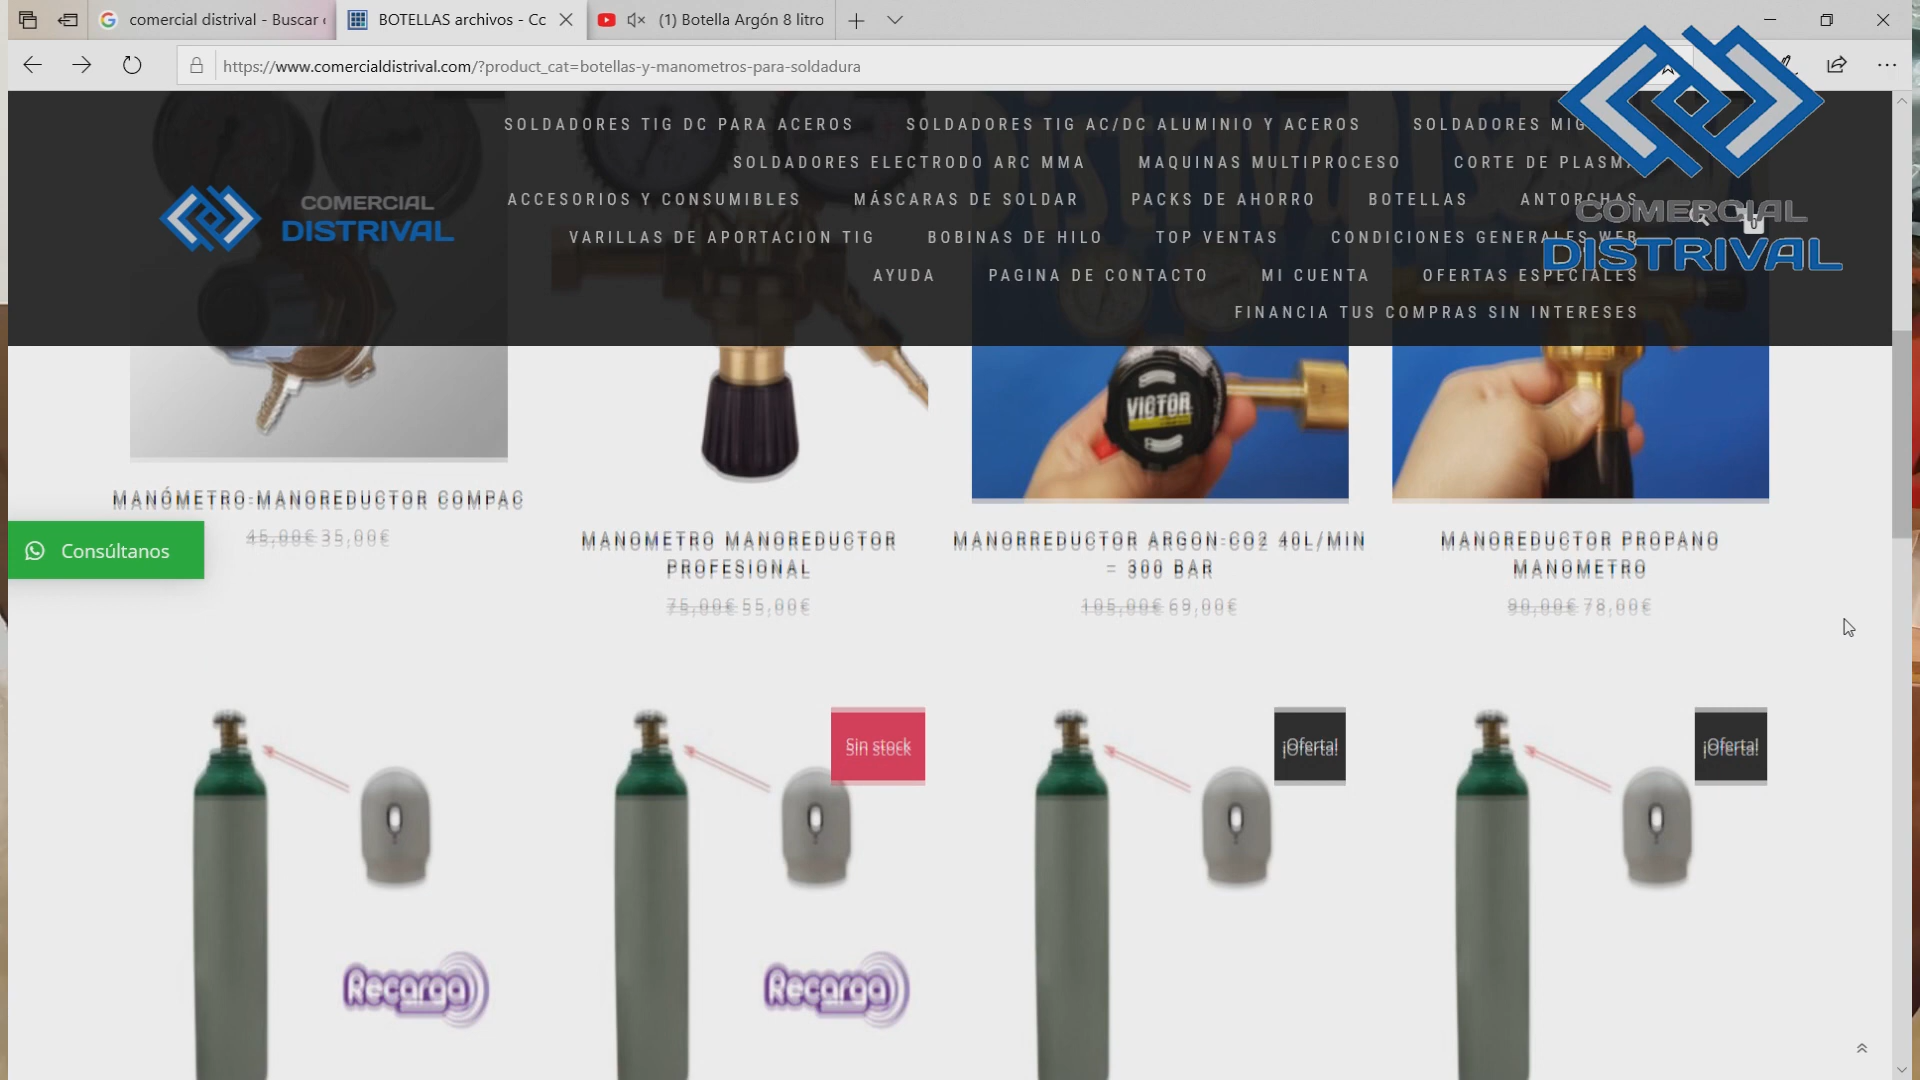 comercial distrival - Buscar
BOTELLAS archivos - Cc
(1) Botella Argón 8 litro
https://www.comercialdistrival.com/?product_cat=botellas-y-manometros-para-soldadura
SOLDADORES TIG DC PARA ACEROS
SOLDADORES TIG AC/DC ALUMINIO Y ACEROS
SOLDADORES MIG
SOLDADORES ELECTRODO ARC MMA
MAQUINAS MULTIPROCESO
CORTE DE PLASMA
ACCESORIOS Y CONSUMIBLES
MÁSCARAS DE SOLDAR
PACKS DE AHORRO
BOTELLAS
ANTORCHAS
VARILLAS DE APORTACION TIG
BOBINAS DE HILO
TOP VENTAS
CONDICIONES GENERALES WEB
AYUDA
PAGINA DE CONTACTO
MI CUENTA
OFERTAS ESPECIALES
FINANCIA TUS COMPRAS SIN INTERESES
COMERCIAL
DISTRIVAL
COMERCIAL
DISTRIVAL
0
VICTOR
MANÓMETRO-MANOREDUCTOR COMPAC
45,00€ 35,00€
Consúltanos
MANOMETRO MANOREDUCTOR
PROFESIONAL
75,00€ 55,00€
MANORREDUCTOR ARGON-CO2 40L/MIN
= 300 BAR
105,00€ 69,00€
MANOREDUCTOR PROPANO
MANOMETRO
90,00€ 78,00€
Sin stock
¡Oferta!
¡Oferta!
Recarga
Recarga